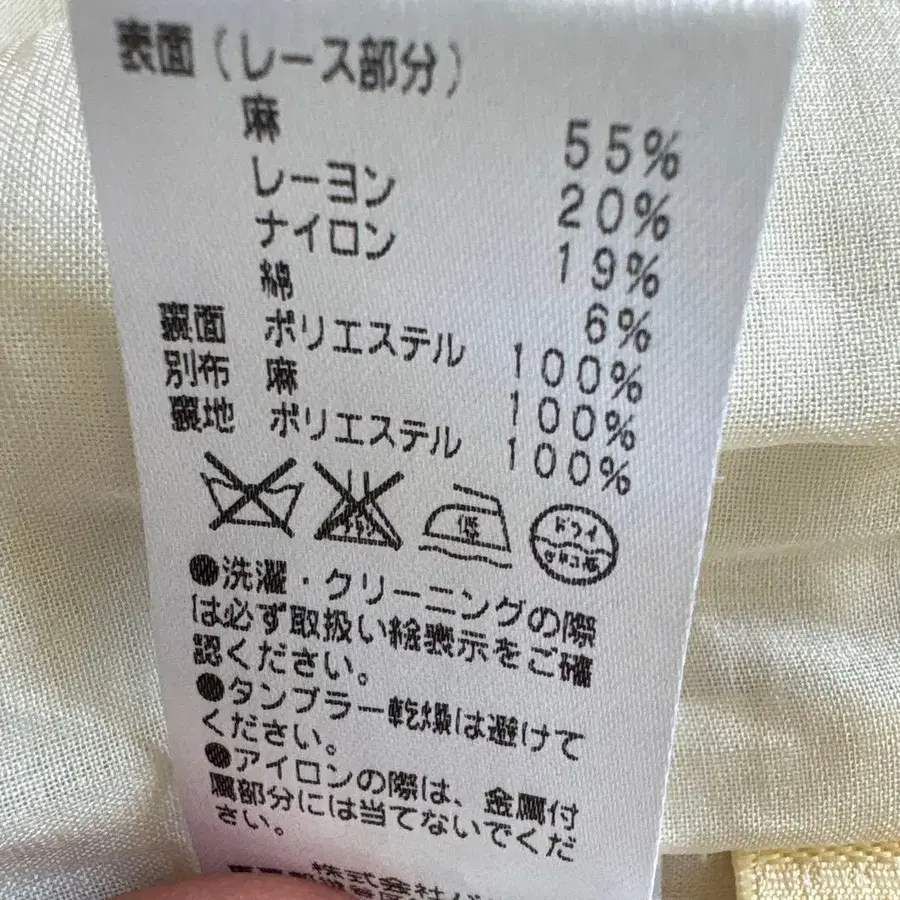 表面（レース部分）
麻 55%
レーヨン 20%
ナイロン 19%
綿 6%
裏面 ポリエステル 100%
別布 麻 100%
裏地 ポリエステル 100%
低 ドライ
セキユ系
●洗濯・クリーニングの際
は必ず取扱い絵表示をご確
認ください。
●タンブラー乾燥は避けて
ください。
●アイロンの際は、金属付
属部分には当てないでくだ
さい。
株式会社